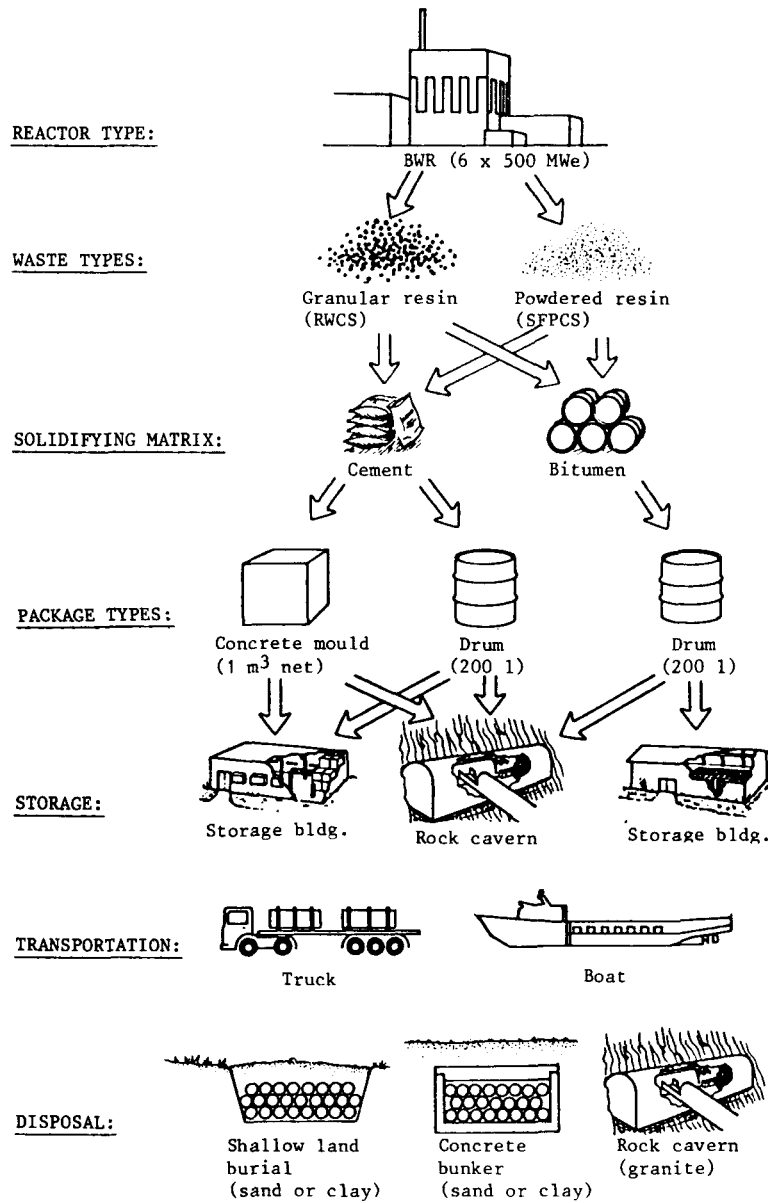 REACTOR TYPE:
BWR (6 x 500 MWe)
WASTE TYPES:
Granular resin
(RWCS)
Powdered resin
(SFPCS)
SOLIDIFYING MATRIX:
Cement
Bitumen
PACKAGE TYPES:
Concrete mould
(1 m³ net)
Drum
(200 l)
Drum
(200 l)
STORAGE:
Storage bldg.
Rock cavern
Storage bldg.
TRANSPORTATION:
Truck
Boat
DISPOSAL:
Shallow land
burial
(sand or clay)
Concrete
bunker
(sand or clay)
Rock cavern
(granite)